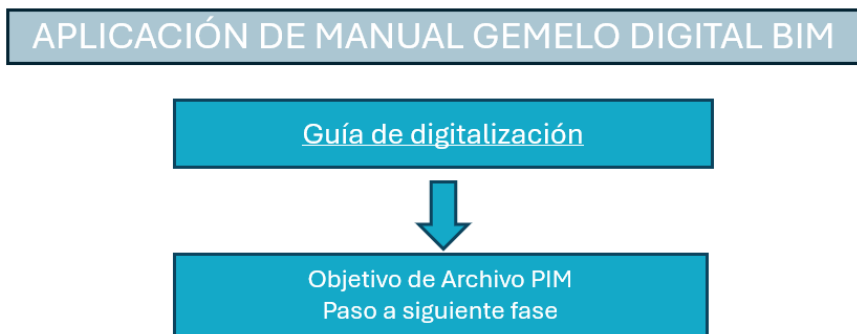 APLICACIÓN DE MANUAL GEMELO DIGITAL BIM
Guía de digitalización
Objetivo de Archivo PIM
Paso a siguiente fase